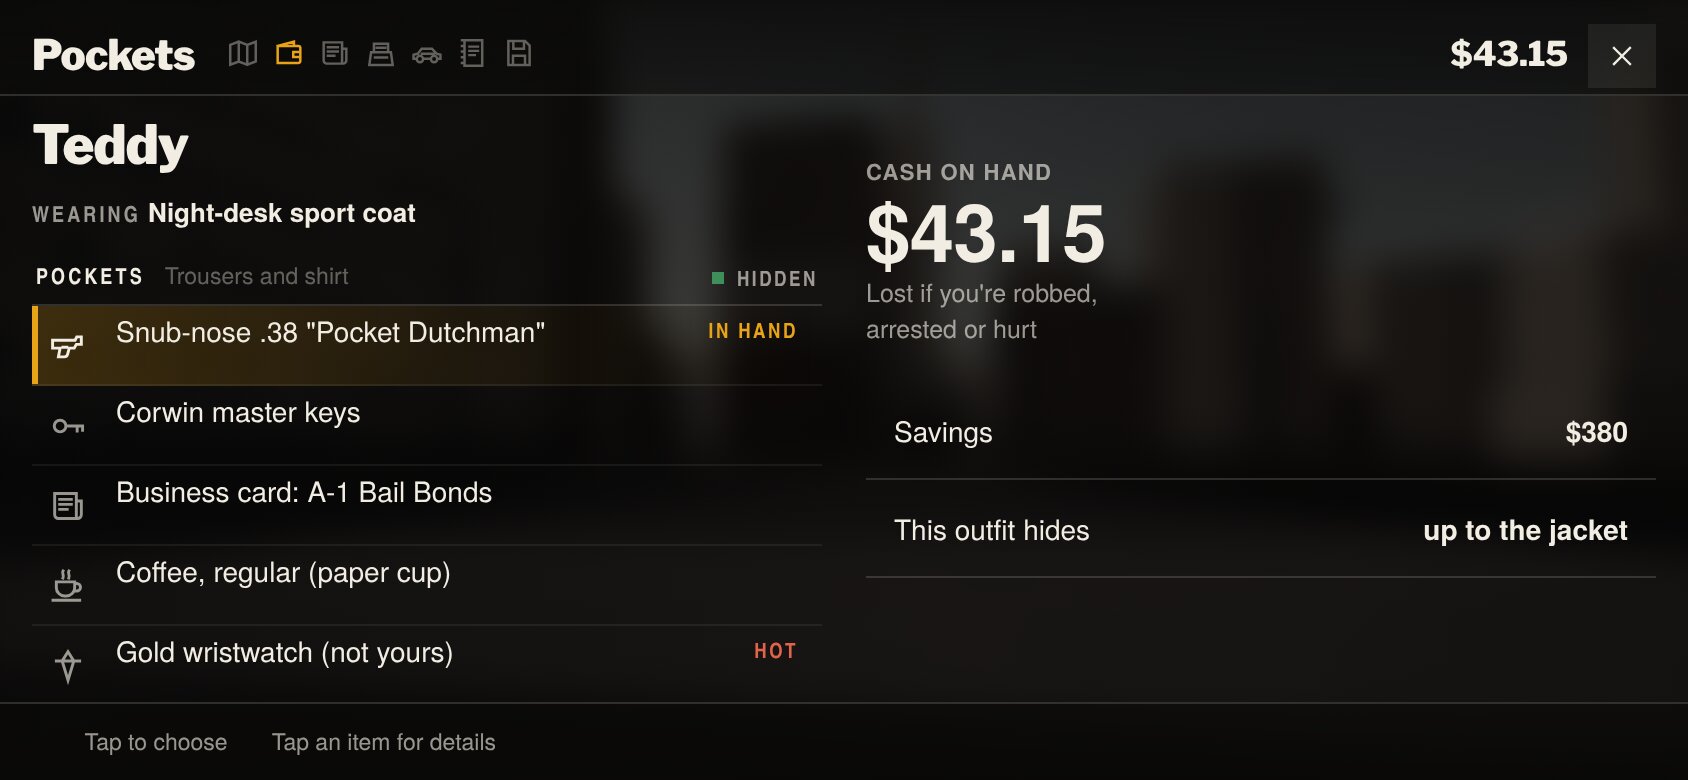 Pockets
$43.15
Teddy
WEARING Night-desk sport coat
POCKETS Trousers and shirt
HIDDEN
Snub-nose .38 "Pocket Dutchman"
IN HAND
Corwin master keys
Business card: A-1 Bail Bonds
Coffee, regular (paper cup)
Gold wristwatch (not yours)
HOT
CASH ON HAND
$43.15
Lost if you're robbed,
arrested or hurt
Savings
$380
This outfit hides
up to the jacket
Tap to choose
Tap an item for details